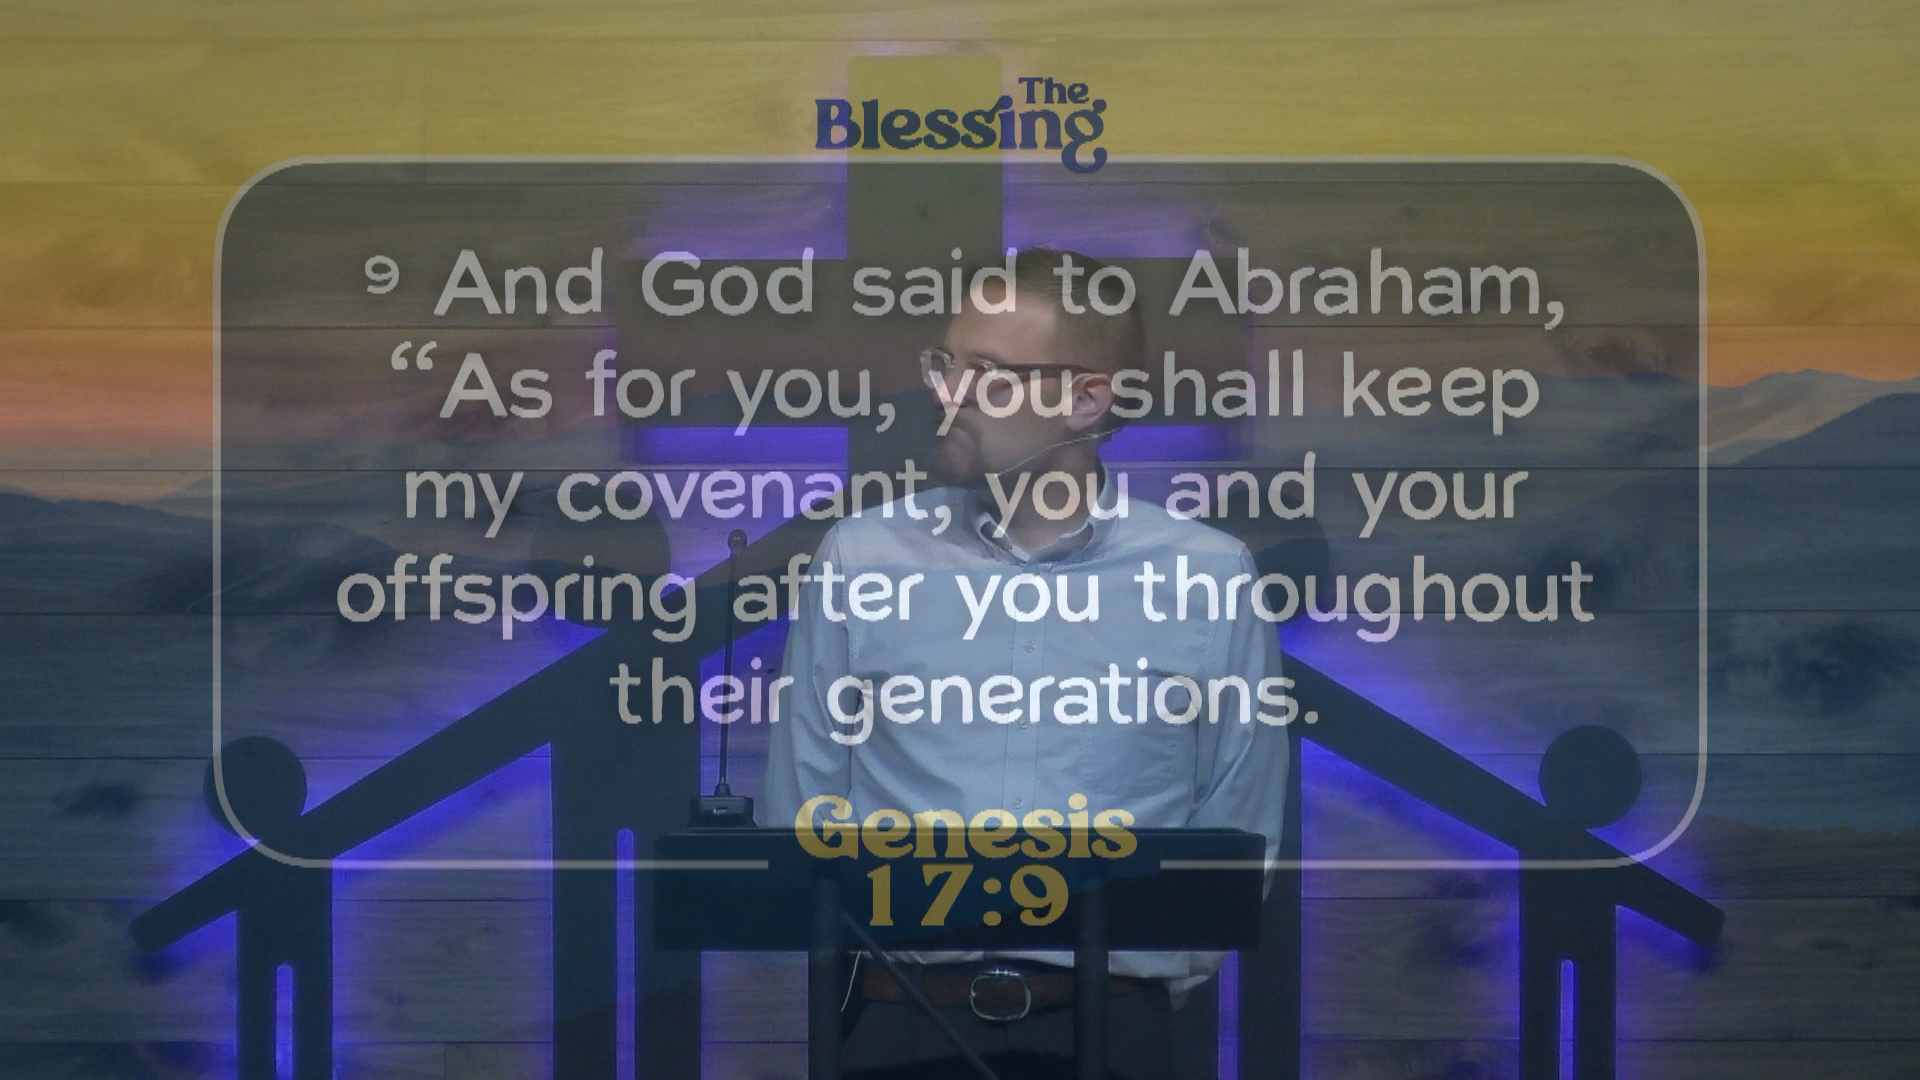 The
Blessing
⁹ And God said to Abraham,
“As for you, you shall keep
my covenant, you and your
offspring after you throughout
their generations.
Genesis
17:9